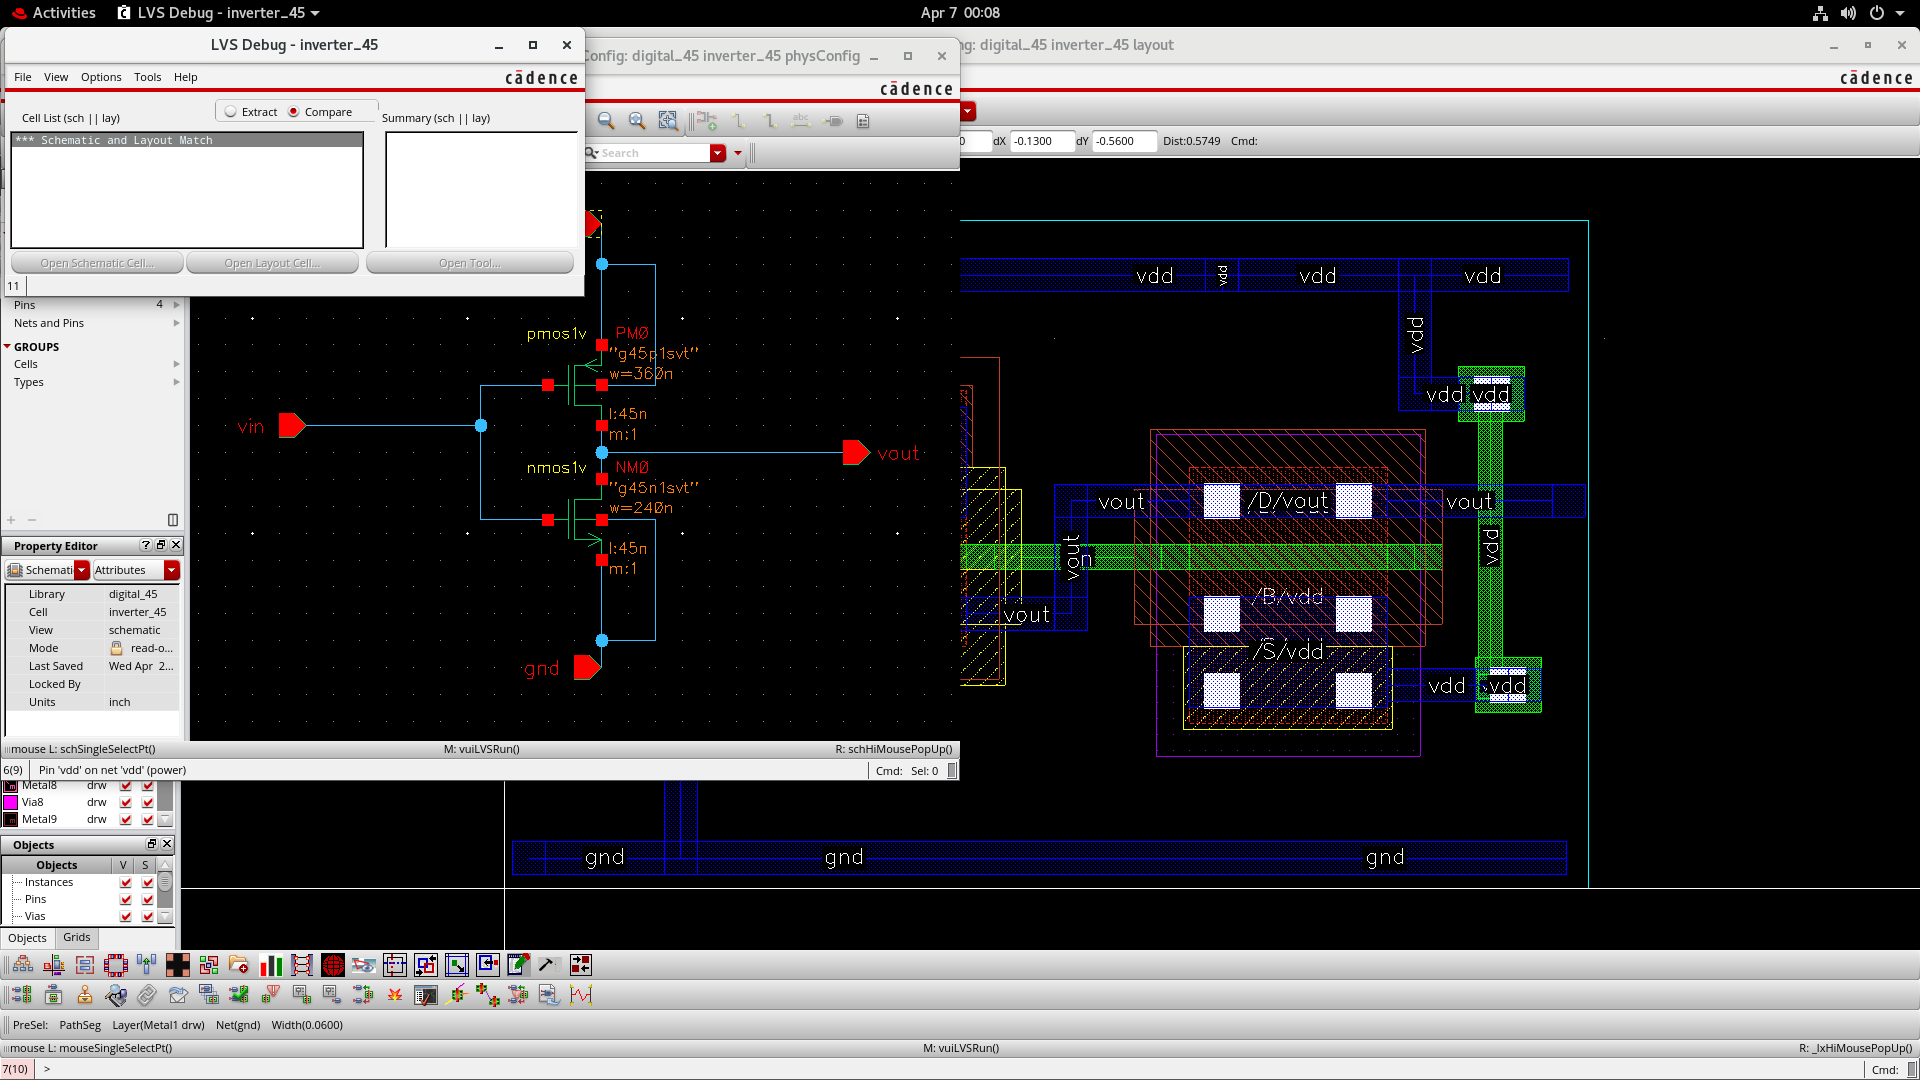 Activities
LVS Debug - inverter_45
Apr 7 00:08
LVS Debug - inverter_45
Config: digital_45 inverter_45 physConfig
ng: digital_45 inverter_45 layout
File View Options Tools Help
cādence
cādence
cādence
Extract Compare
Cell List (sch || lay)
Summary (sch || lay)
*** Schematic and Layout Match
Search
0 dX -0.1300 dY -0.5600 Dist:0.5749 Cmd:
Open Schematic Cell...
Open Layout Cell...
Open Tool...
11
Pins 4
Nets and Pins
GROUPS
Cells
Types
pmos1v PM0
"g45p1svt"
w=360n
l:45n
m:1
vin
vout
nmos1v NM0
"g45n1svt"
w=240n
l:45n
m:1
gnd
vdd vdd vdd vdd
vdd
vdd vdd
vout /D/vout vout
vdd
vout
n
/B/vdd
vout
/S/vdd
vdd vdd
gnd gnd gnd
Property Editor
Schemati Attributes
Library digital_45
Cell inverter_45
View schematic
Mode read-o...
Last Saved Wed Apr 2...
Locked By
Units inch
mouse L: schSingleSelectPt() M: vuiLVSRun() R: schHiMousePopUp()
6(9) Pin 'vdd' on net 'vdd' (power) Cmd: Sel: 0
Metal8 drw
Via8 drw
Metal9 drw
Objects
Objects V S
Instances
Pins
Vias
Objects Grids
PreSel: PathSeg Layer(Metal1 drw) Net(gnd) Width(0.0600)
mouse L: mouseSingleSelectPt() M: vuiLVSRun() R: _lxHiMousePopUp()
7(10) > Cmd: